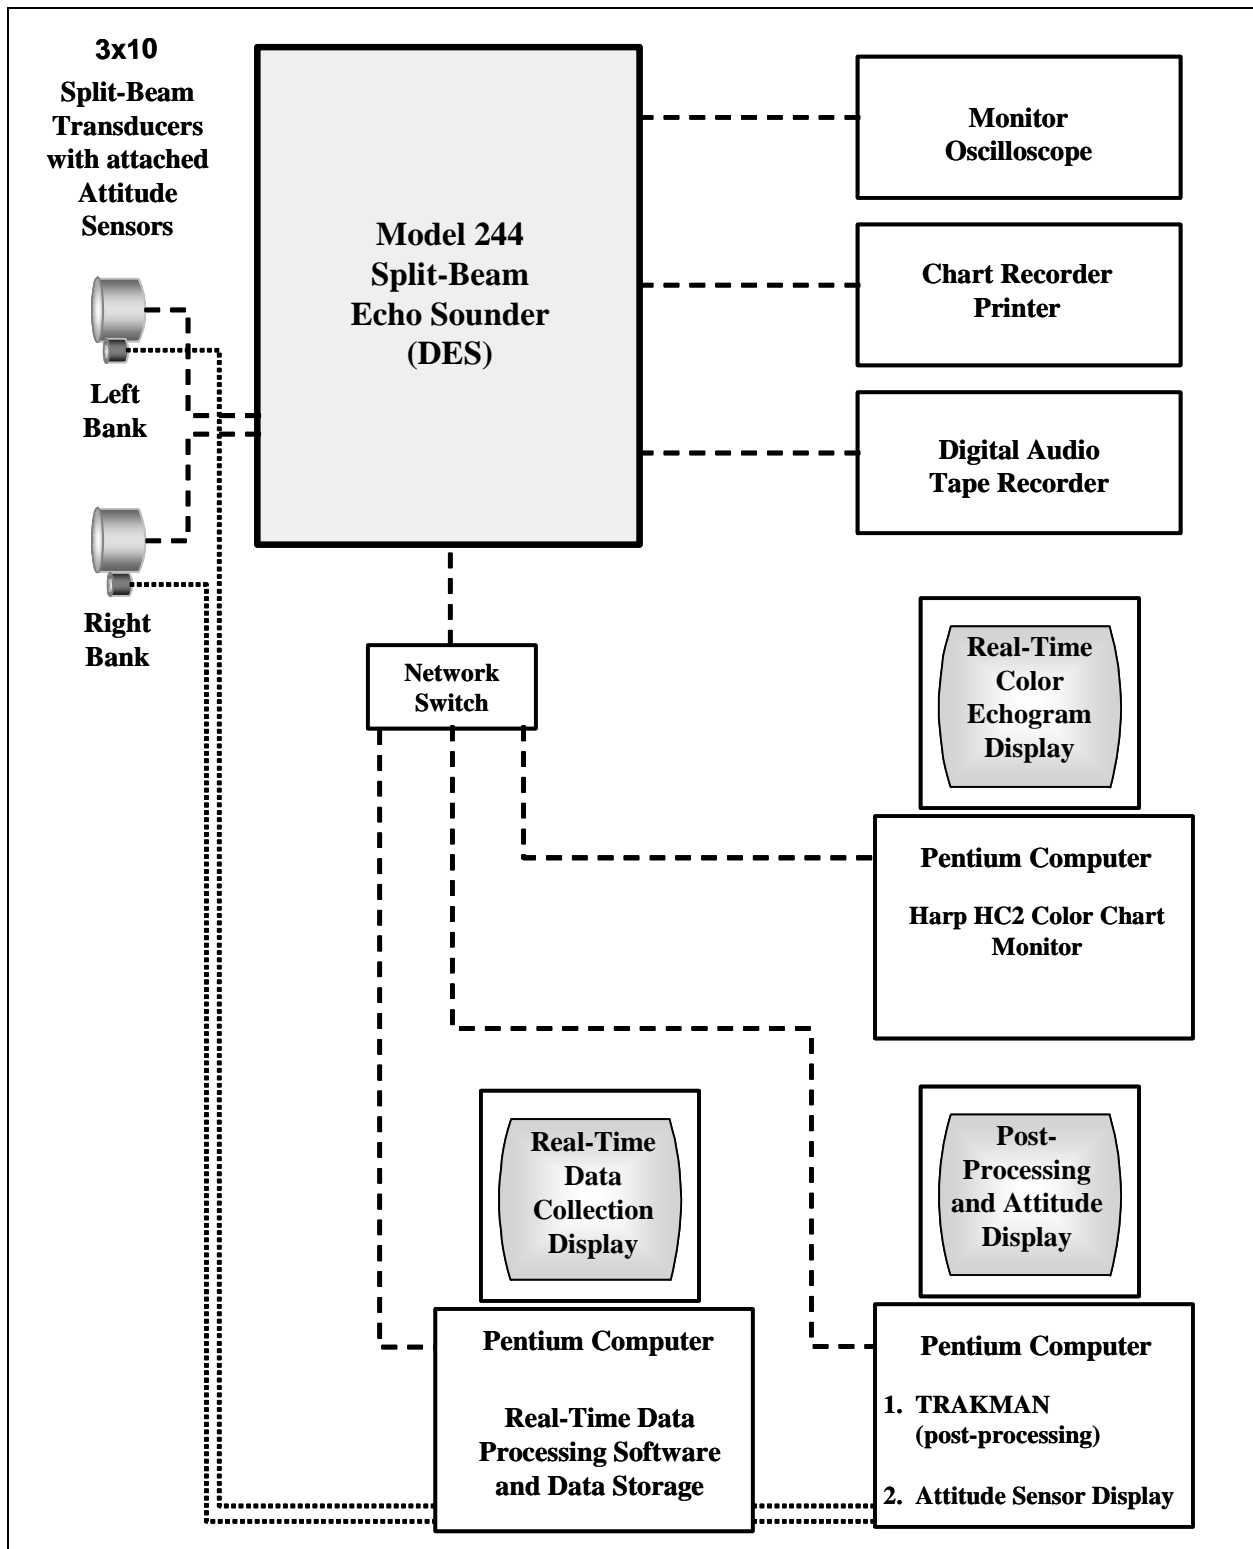 3x10
Split-Beam
Transducers
with attached
Attitude
Sensors
Left
Bank
Right
Bank
Model 244
Split-Beam
Echo Sounder
(DES)
Monitor
Oscilloscope
Chart Recorder
Printer
Digital Audio
Tape Recorder
Network
Switch
Real-Time
Color
Echogram
Display
Pentium Computer
Harp HC2 Color Chart
Monitor
Real-Time
Data
Collection
Display
Pentium Computer
Real-Time Data
Processing Software
and Data Storage
Post-
Processing
and Attitude
Display
Pentium Computer
1. TRAKMAN
(post-processing)
2. Attitude Sensor Display